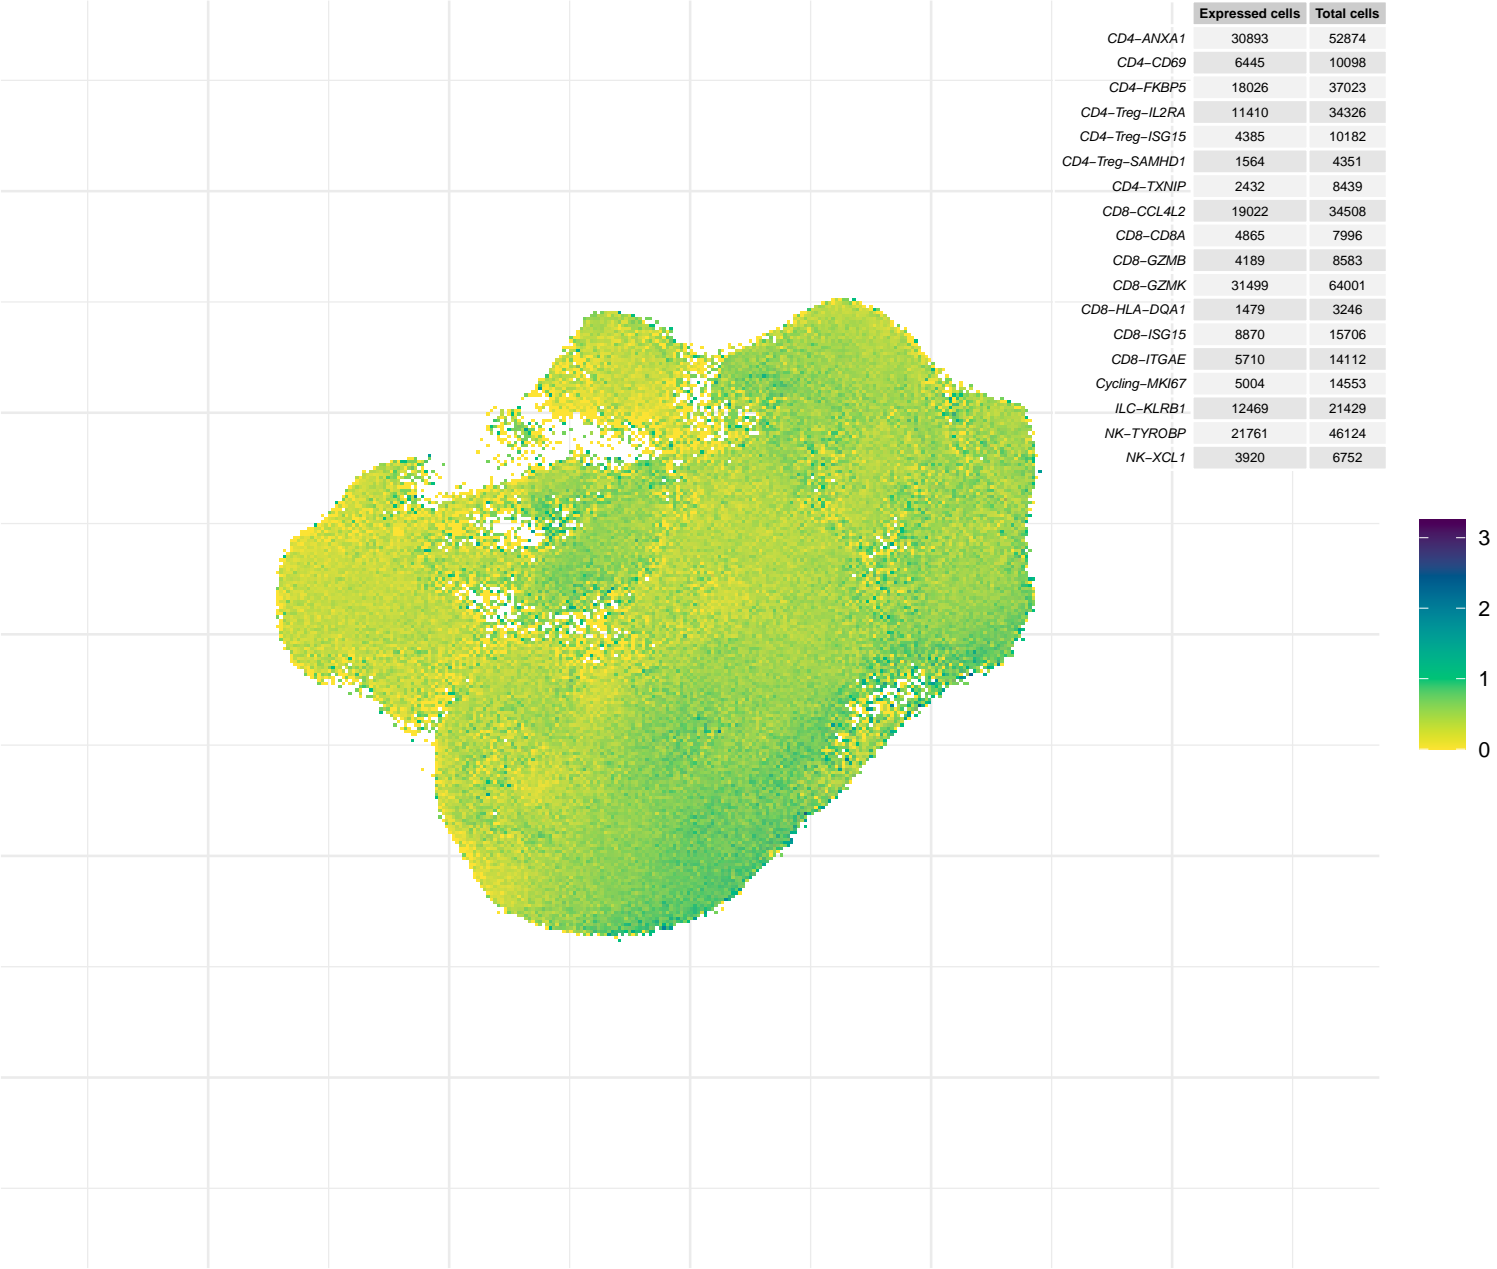 Expressed cells Total cells
CD4−ANXA1 30893 52874
CD4−CD69 6445 10098
CD4−FKBP5 18026 37023
CD4−Treg−IL2RA 11410 34326
CD4−Treg−ISG15 4385 10182
CD4−Treg−SAMHD1 1564 4351
CD4−TXNIP 2432 8439
CD8−CCL4L2 19022 34508
CD8−CD8A 4865 7996
CD8−GZMB 4189 8583
CD8−GZMK 31499 64001
CD8−HLA−DQA1 1479 3246
CD8−ISG15 8870 15706
CD8−ITGAE 5710 14112
Cycling−MKI67 5004 14553
ILC−KLRB1 12469 21429
NK−TYROBP 21761 46124
NK−XCL1 3920 6752
3
2
1
0